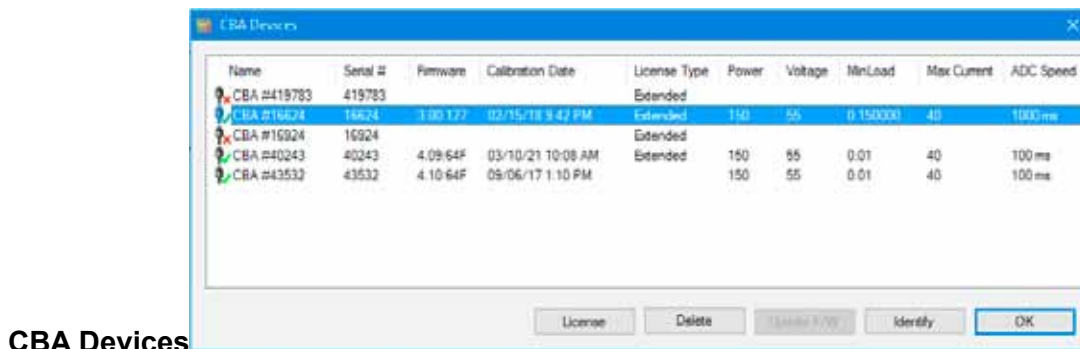 CBA Devices
Name Serial # Firmware Calibration Date License Type Power Voltage MinLoad Max Current ADC Speed
CBA #419783 419783 Extended
CBA #16624 16624 3.00.127 02/15/18 9:42 PM Extended 150 55 0.150000 40 1000 ms
CBA #16924 16924 Extended
CBA #40243 40243 4.09.64F 03/10/21 10:08 AM Extended 150 55 0.01 40 100 ms
CBA #43532 43532 4.10.64F 09/06/17 1:10 PM 150 55 0.01 40 100 ms
License Delete Update F/W Identify OK
CBA Devices